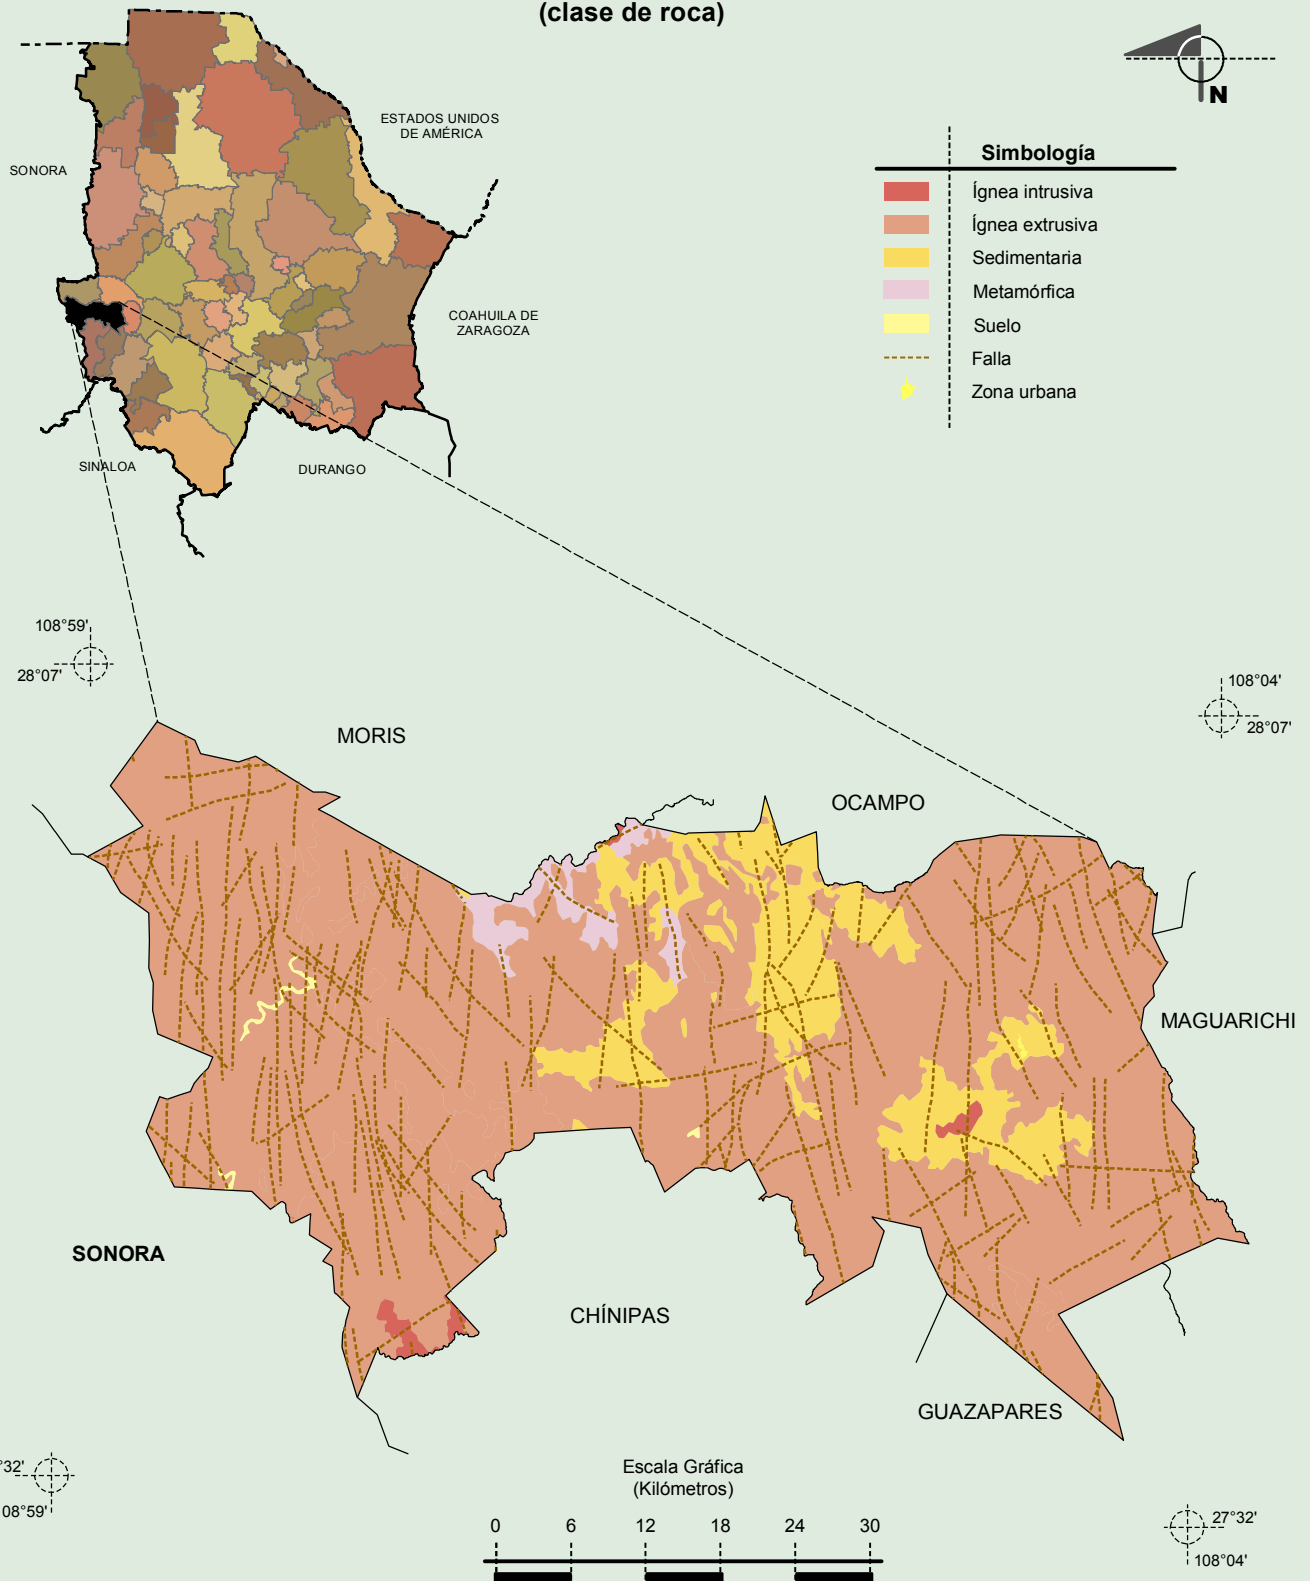 (clase de roca)
N
ESTADOS UNIDOS
DE AMÉRICA
SONORA
COAHUILA DE
ZARAGOZA
SINALOA
DURANGO
Simbología
Ígnea intrusiva
Ígnea extrusiva
Sedimentaria
Metamórfica
Suelo
Falla
Zona urbana
108°59'
28°07'
108°04'
28°07'
MORIS
OCAMPO
MAGUARICHI
SONORA
CHÍNIPAS
GUAZAPARES
°32'
08°59'
Escala Gráfica
(Kilómetros)
0 6 12 18 24 30
27°32'
108°04'